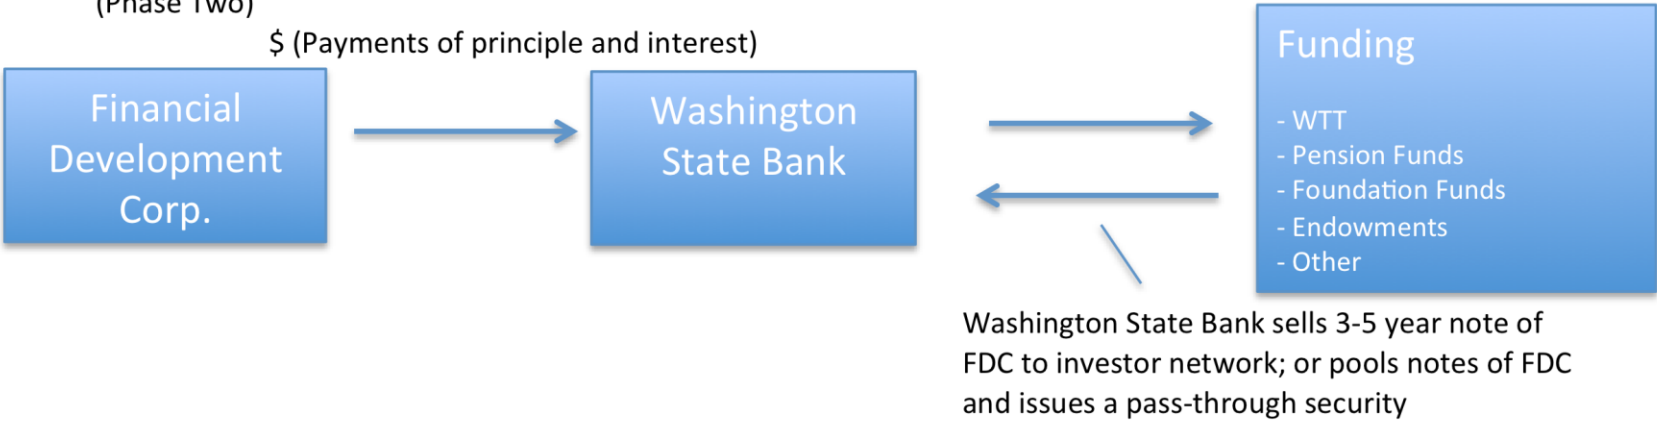 (Phase Two)
$ (Payments of principle and interest)
Financial
Development
Corp.
Washington
State Bank
Funding
- WTT
- Pension Funds
- Foundation Funds
- Endowments
- Other
Washington State Bank sells 3-5 year note of
FDC to investor network; or pools notes of FDC
and issues a pass-through security